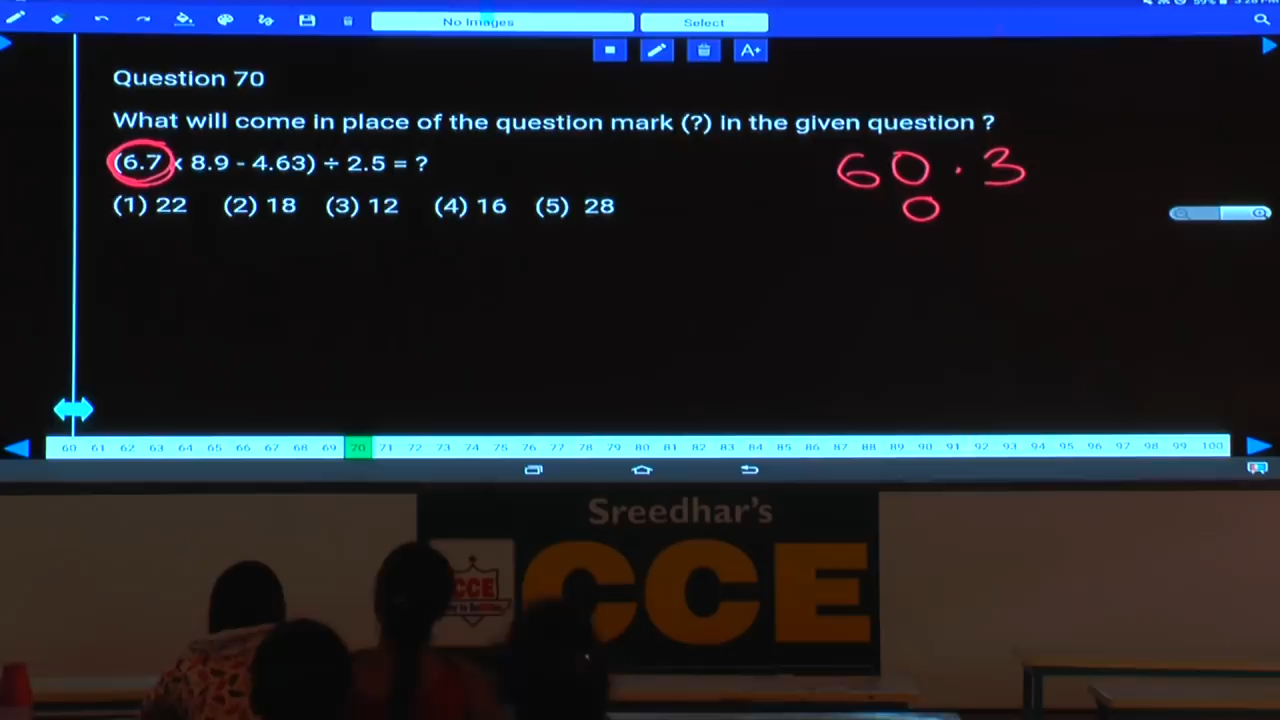 No Images
Select
A+
Question 70
What will come in place of the question mark (?) in the given question ?
(6.7 x 8.9 - 4.63) ÷ 2.5 = ?
60.3
0
(1) 22 (2) 18 (3) 12 (4) 16 (5) 28
60 61 62 63 64 65 66 67 68 69 70 71 72 73 74 75 76 77 78 79 80 81 82 83 84 85 86 87 88 89 90 91 92 93 94 95 96 97 98 99 100
Sreedhar's
CCE
CCE